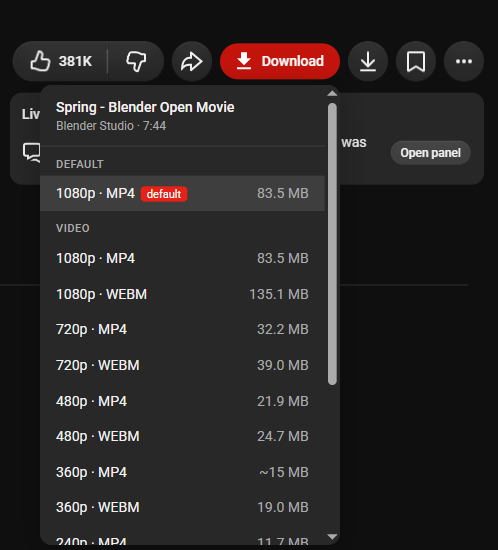 381K
Download
Liv
was
Open panel
Spring - Blender Open Movie
Blender Studio · 7:44
DEFAULT
1080p · MP4 default 83.5 MB
VIDEO
1080p · MP4 83.5 MB
1080p · WEBM 135.1 MB
720p · MP4 32.2 MB
720p · WEBM 39.0 MB
480p · MP4 21.9 MB
480p · WEBM 24.7 MB
360p · MP4 ~15 MB
360p · WEBM 19.0 MB
240p · MP4 11.7 MB